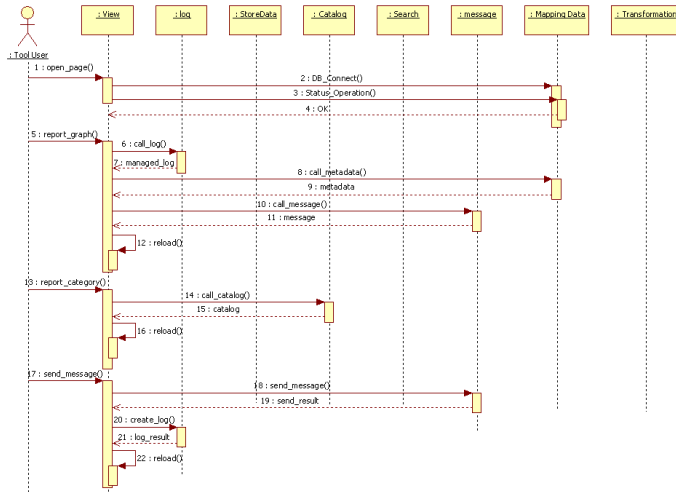 : View
: log
: StoreData
: Catalog
: Search
: message
: Mapping Data
: Transformation
: Tool User
1 : open_page()
2 : DB_Connect()
3 : Status_Operation()
4 : OK
5 : report_graph()
6 : call_log()
7 : managed_log
8 : call_metadata()
9 : metadata
10 : call_message()
11 : message
12 : reload()
13 : report_category()
14 : call_catalog()
15 : catalog
16 : reload()
17 : send_message()
18 : send_message()
19 : send_result
20 : create_log()
21 : log_result
22 : reload()